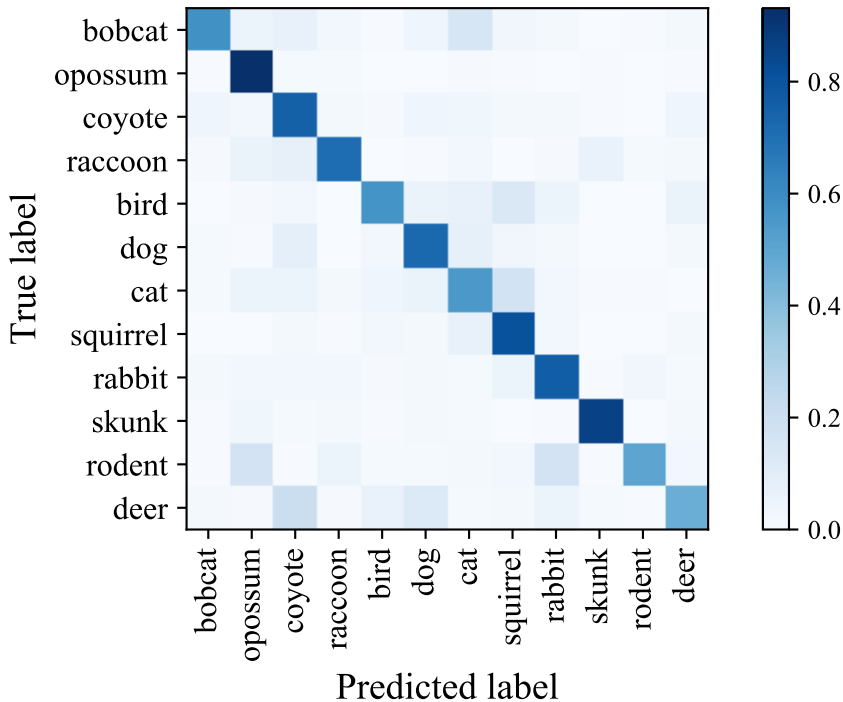 True label
bobcat
opossum
coyote
raccoon
bird
dog
cat
squirrel
rabbit
skunk
rodent
deer
bobcat
opossum
coyote
raccoon
bird
dog
cat
squirrel
rabbit
skunk
rodent
deer
Predicted label
0.8
0.6
0.4
0.2
0.0